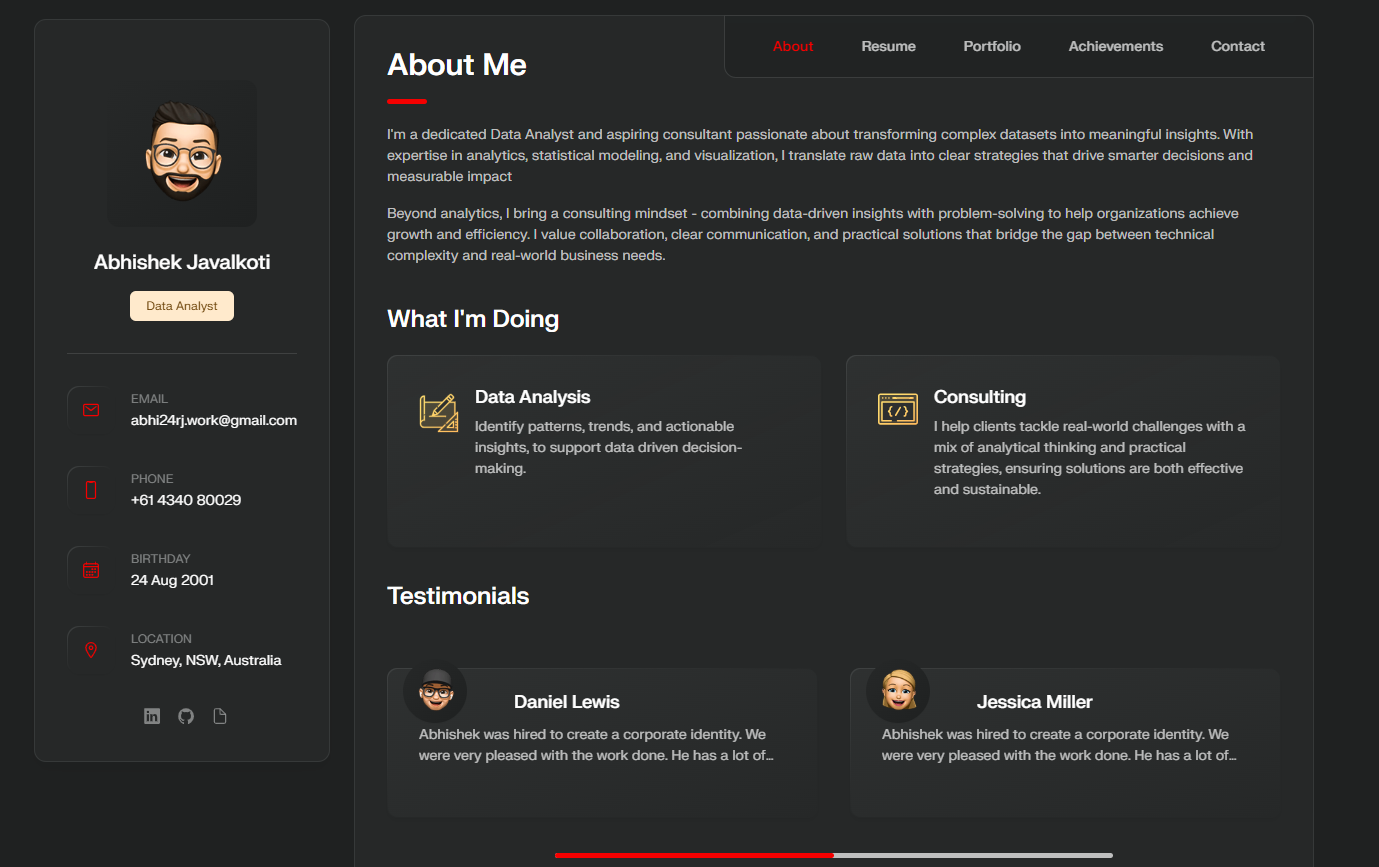 Abhishek Javalkoti
Data Analyst
EMAIL
abhi24rj.work@gmail.com
PHONE
+61 4340 80029
BIRTHDAY
24 Aug 2001
LOCATION
Sydney, NSW, Australia
in
About Resume Portfolio Achievements Contact
About Me
I'm a dedicated Data Analyst and aspiring consultant passionate about transforming complex datasets into meaningful insights. With
expertise in analytics, statistical modeling, and visualization, I translate raw data into clear strategies that drive smarter decisions and
measurable impact
Beyond analytics, I bring a consulting mindset - combining data-driven insights with problem-solving to help organizations achieve
growth and efficiency. I value collaboration, clear communication, and practical solutions that bridge the gap between technical
complexity and real-world business needs.
What I'm Doing
Data Analysis
Identify patterns, trends, and actionable
insights, to support data driven decision-
making.
</>
Consulting
I help clients tackle real-world challenges with a
mix of analytical thinking and practical
strategies, ensuring solutions are both effective
and sustainable.
Testimonials
Daniel Lewis
Abhishek was hired to create a corporate identity. We
were very pleased with the work done. He has a lot of...
Jessica Miller
Abhishek was hired to create a corporate identity. We
were very pleased with the work done. He has a lot of...